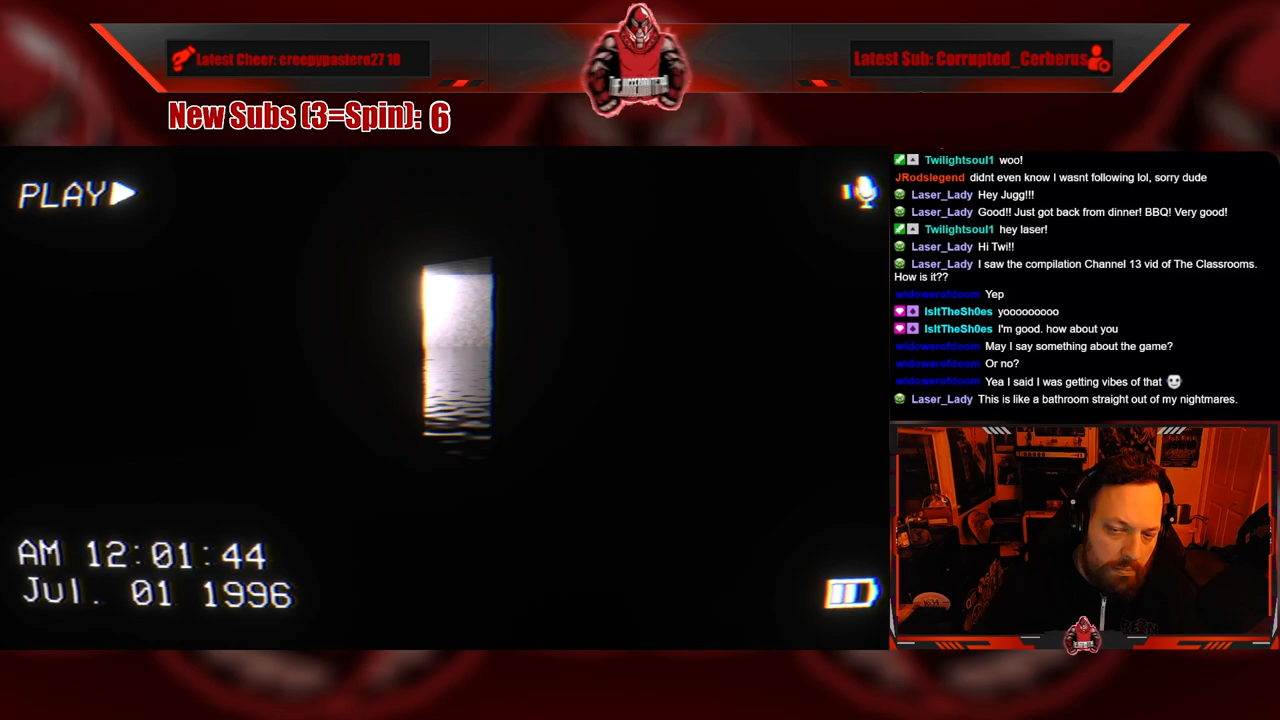 Latest Cheer: creepypastero27 10
Latest Sub: Corrupted_Cerberus
New Subs (3=Spin): 6
PLAY
Twilightsoul1 woo!
JRodslegend didnt even know I wasnt following lol, sorry dude
Laser_Lady Hey Jugg!!!
Laser_Lady Good!! Just got back from dinner! BBQ! Very good!
Twilightsoul1 hey laser!
Laser_Lady Hi Twi!!
Laser_Lady I saw the compilation Channel 13 vid of The Classrooms.
How is it??
widowerofdoom Yep
IsItTheSh0es yooooooooo
IsItTheSh0es I'm good. how about you
widowerofdoom May I say something about the game?
widowerofdoom Or no?
widowerofdoom Yea I said I was getting vibes of that
Laser_Lady This is like a bathroom straight out of my nightmares.
AM 12:01:44
Jul. 01 1996